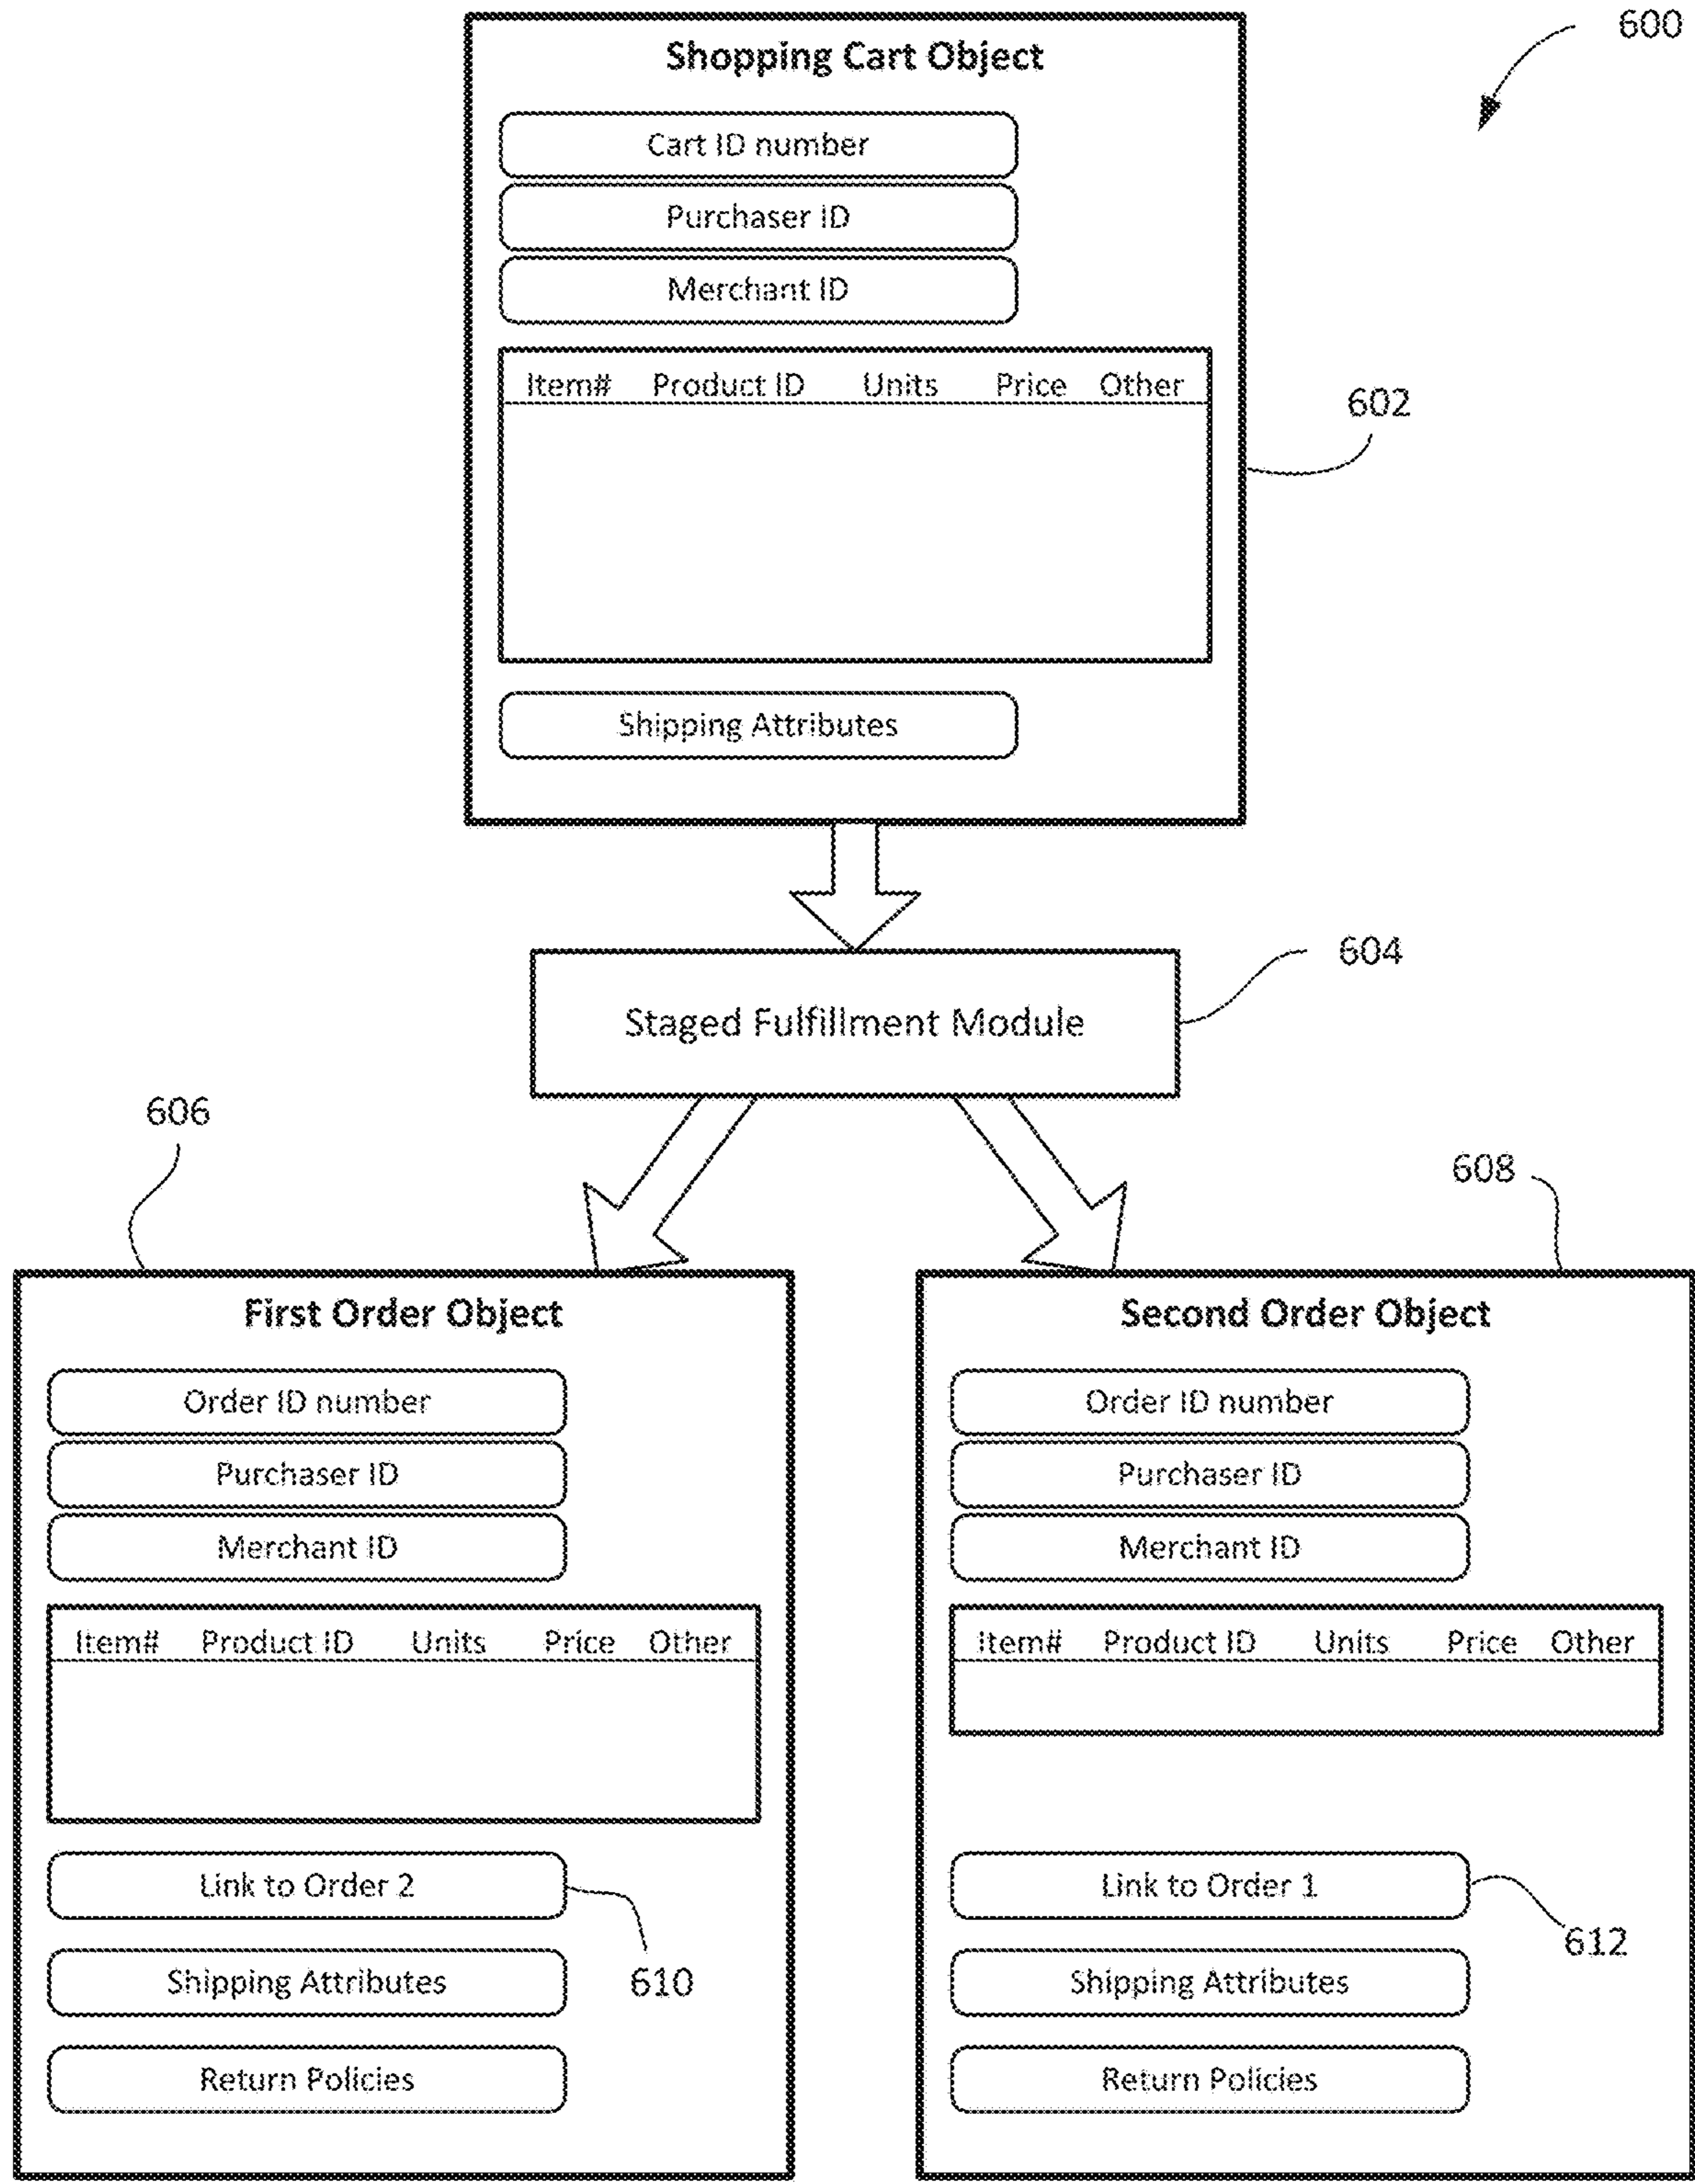 600
Shopping Cart Object
Cart ID number
Purchaser ID
Merchant ID
Item# Product ID Units Price Other
602
Shipping Attributes
Staged Fulfillment Module
604
606
608
First Order Object
Order ID number
Purchaser ID
Merchant ID
Item# Product ID Units Price Other
Link to Order 2
610
Shipping Attributes
Return Policies
Second Order Object
Order ID number
Purchaser ID
Merchant ID
Item# Product ID Units Price Other
Link to Order 1
612
Shipping Attributes
Return Policies